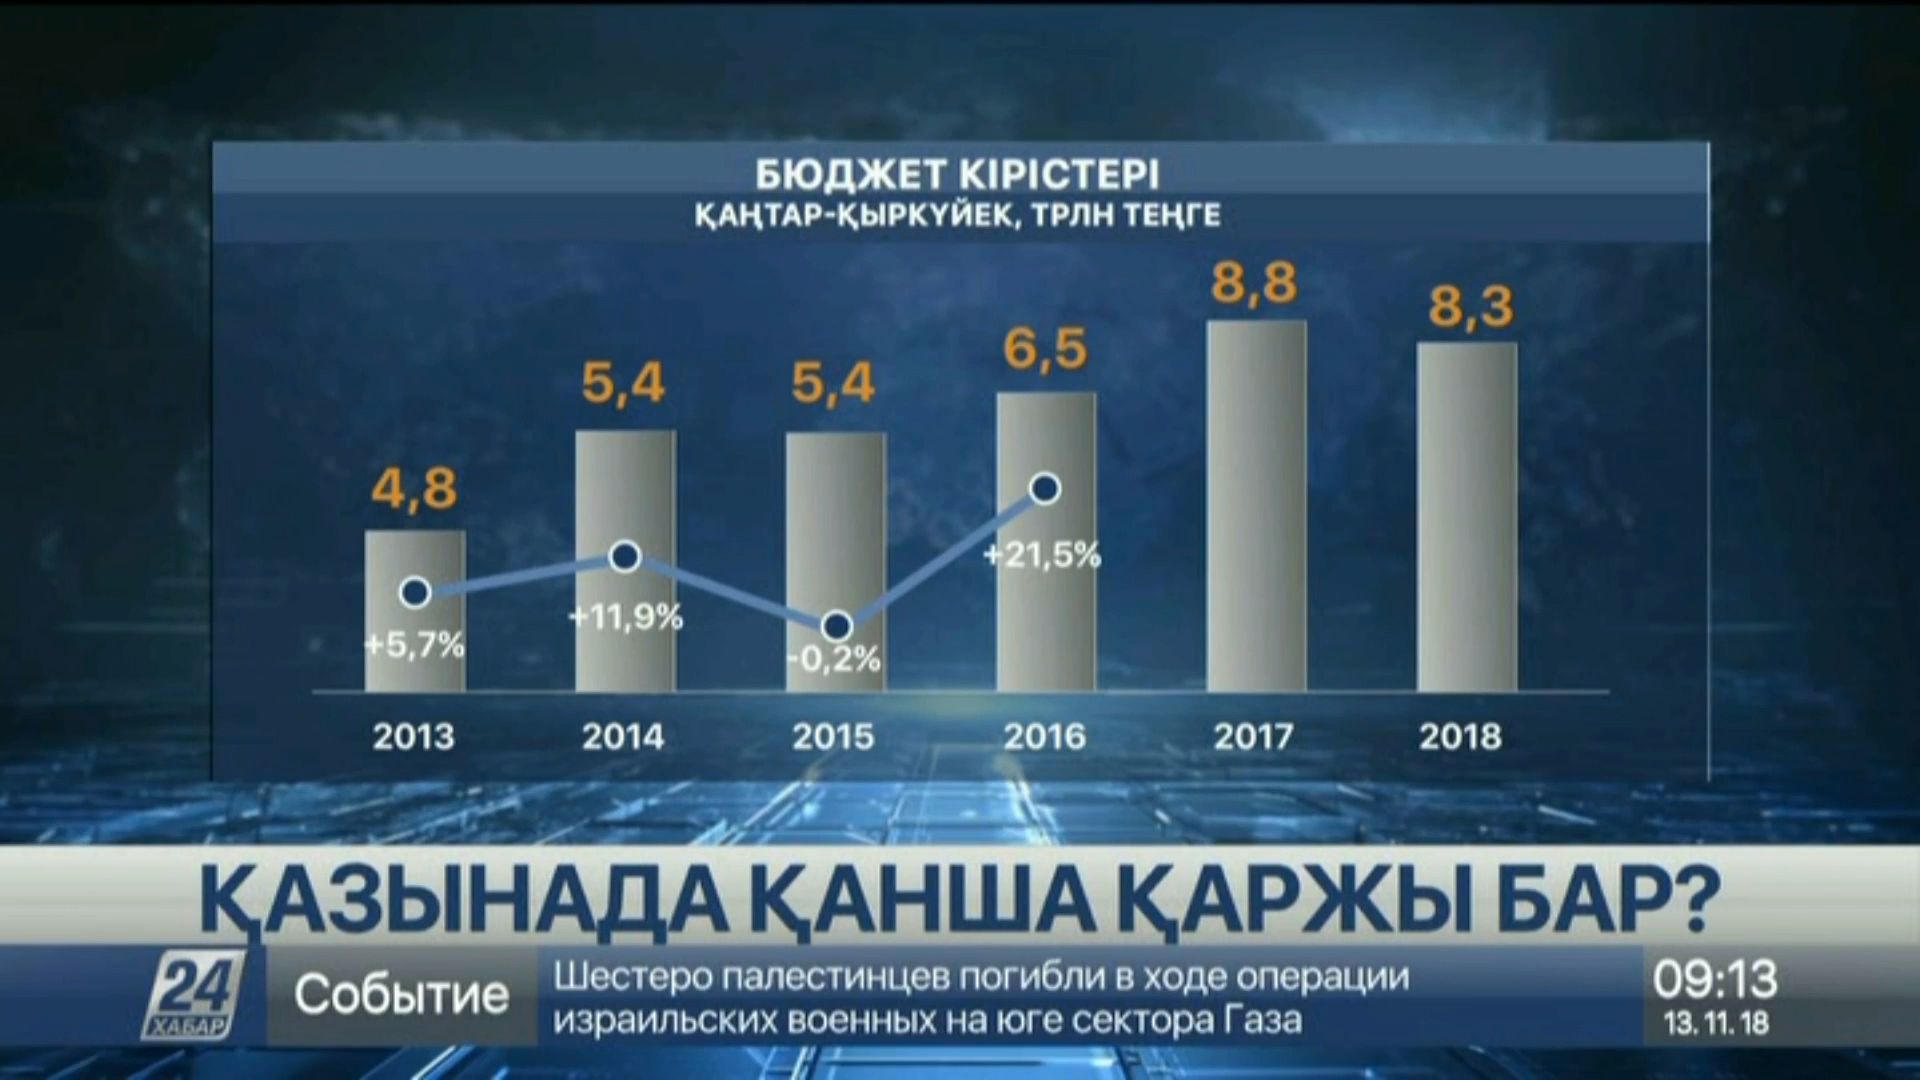 БЮДЖЕТ КІРІСТЕРІ
ҚАҢТАР-ҚЫРКҮЙЕК, ТРЛН ТЕҢГЕ
4,8
5,4
5,4
6,5
8,8
8,3
+5,7%
+11,9%
-0,2%
+21,5%
2013
2014
2015
2016
2017
2018
ҚАЗЫНАДА ҚАНША ҚАРЖЫ БАР?
24
ХАБАР
Событие
Шестеро палестинцев погибли в ходе операции
израильских военных на юге сектора Газа
09:13
13.11.18